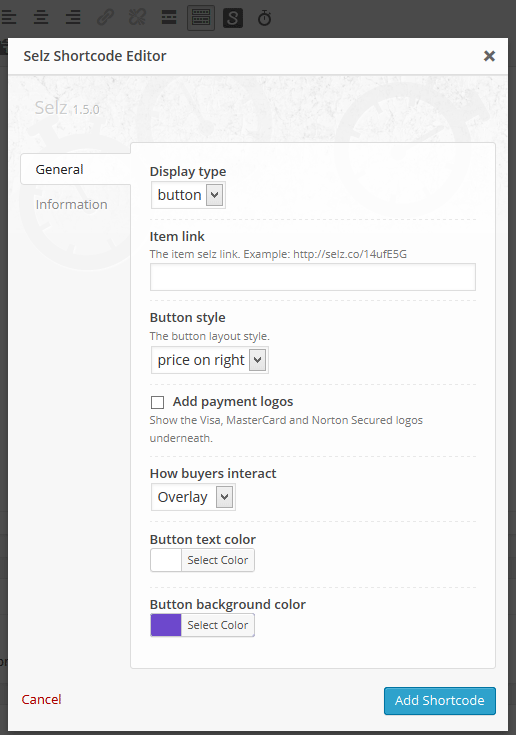 S
Selz Shortcode Editor
Selz 1.5.0
General
Information
Display type
button
Item link
The item selz link. Example: http://selz.co/14ufE5G
Button style
The button layout style.
price on right
Add payment logos
Show the Visa, MasterCard and Norton Secured logos
underneath.
How buyers interact
Overlay
Button text color
Select Color
Button background color
Select Color
Cancel
Add Shortcode